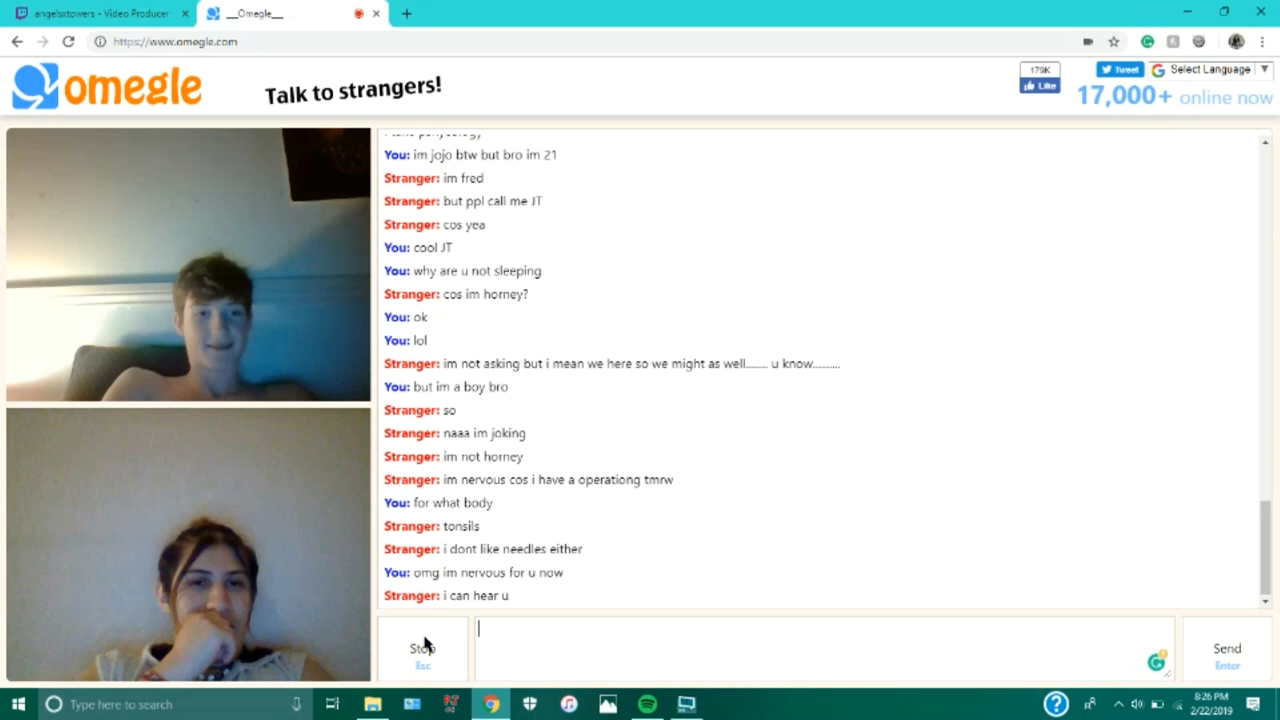 angelsxtowers - Video Producer
__Omegle__
https://www.omegle.com
omegle
Talk to strangers!
179K
Like
Tweet
Select Language
17,000+ online now
You: im jojo btw but bro im 21
Stranger: im fred
Stranger: but ppl call me JT
Stranger: cos yea
You: cool JT
You: why are u not sleeping
Stranger: cos im horney?
You: ok
You: lol
Stranger: im not asking but i mean we here so we might as well........ u know..........
You: but im a boy bro
Stranger: so
Stranger: naaa im joking
Stranger: im not horney
Stranger: im nervous cos i have a operationg tmrw
You: for what body
Stranger: tonsils
Stranger: i dont like needles either
You: omg im nervous for u now
Stranger: i can hear u
Stop
Esc
Send
Enter
Type here to search
8:26 PM
2/22/2019